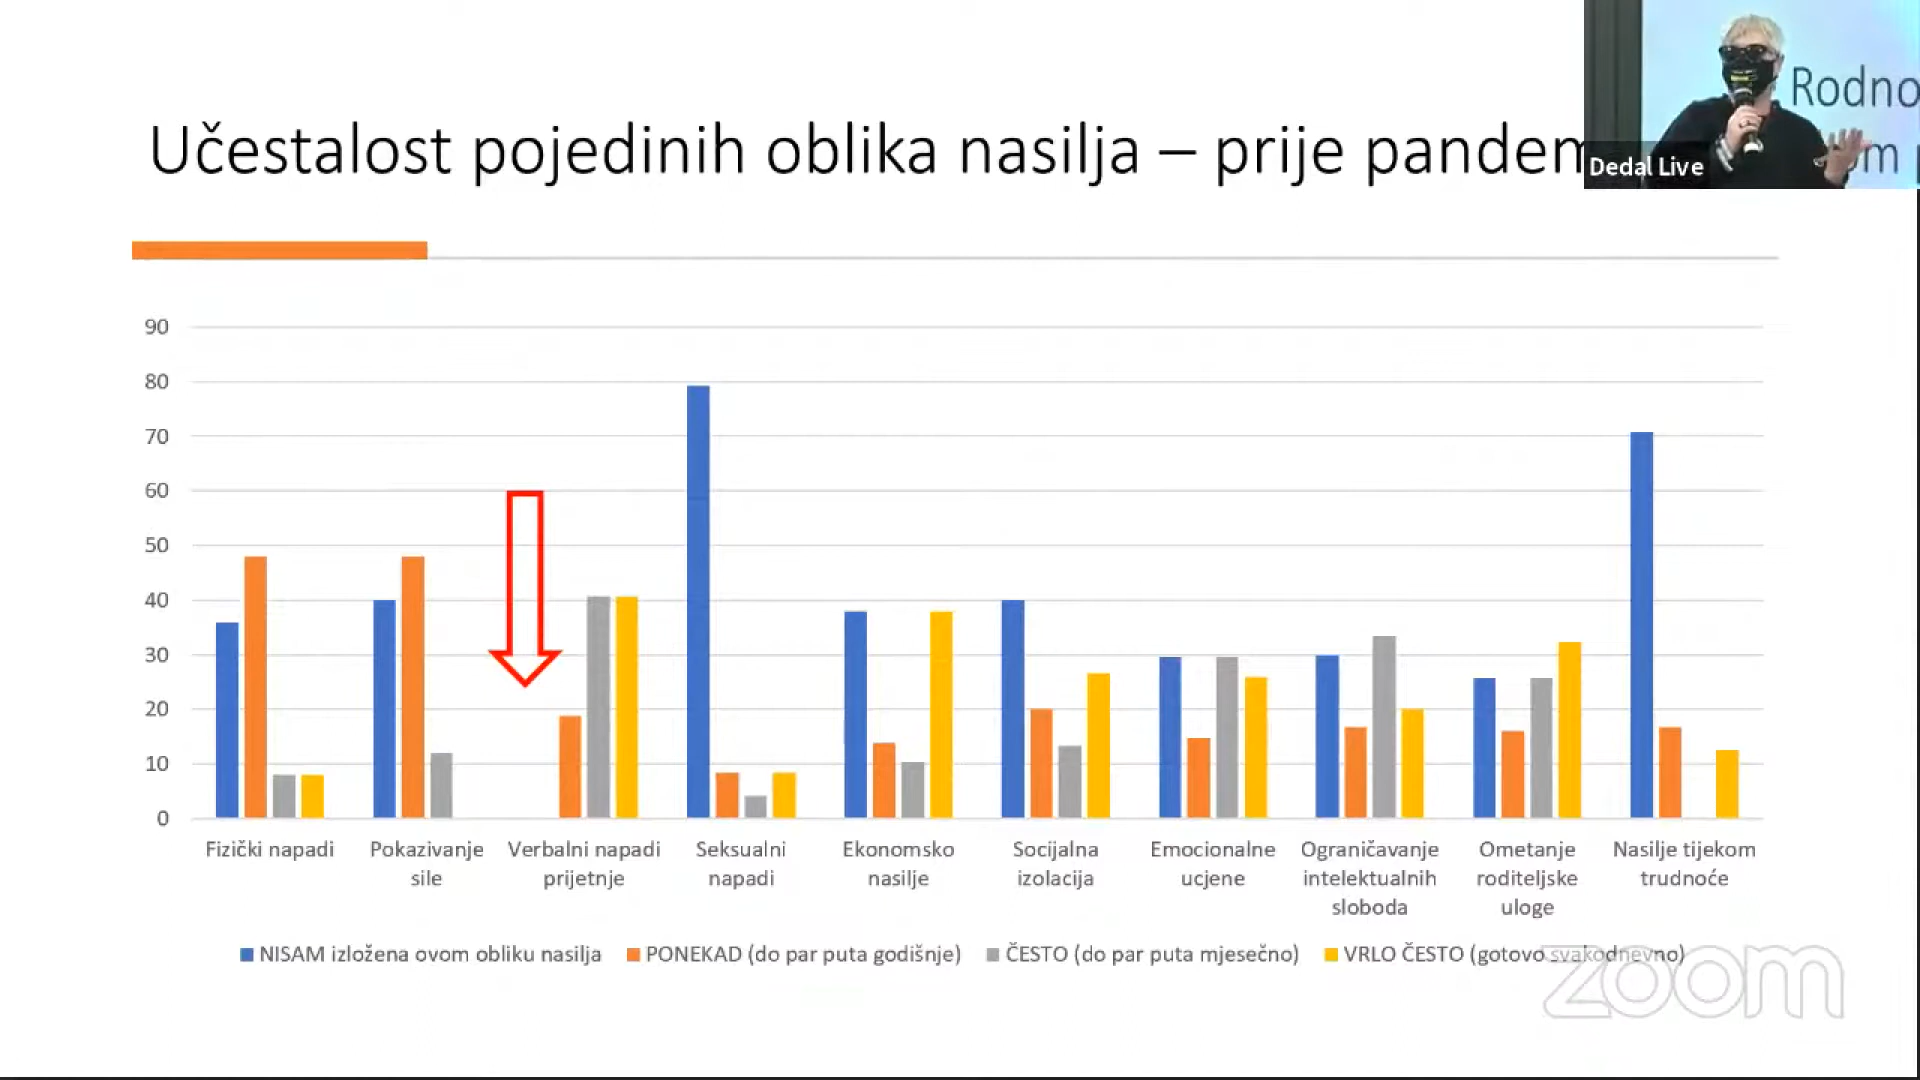 Učestalost pojedinih oblika nasilja – prije
Rodno
Dedal Live
90
80
70
60
50
40
30
20
10
0
Fizički napadi
Pokazivanje
sile
Verbalni napadi
prijetnje
Seksualni
napadi
Ekonomsko
nasilje
Socijalna
izolacija
Emocionalne
ucjene
Ograničavanje
intelektualnih
sloboda
Ometanje
roditeljske
uloge
Nasilje tijekom
trudnoće
NISAM izložena ovom obliku nasilja
PONEKAD (do par puta godišnje)
ČESTO (do par puta mjesečno)
VRLO ČESTO (gotovo svakodnevno)
zoom